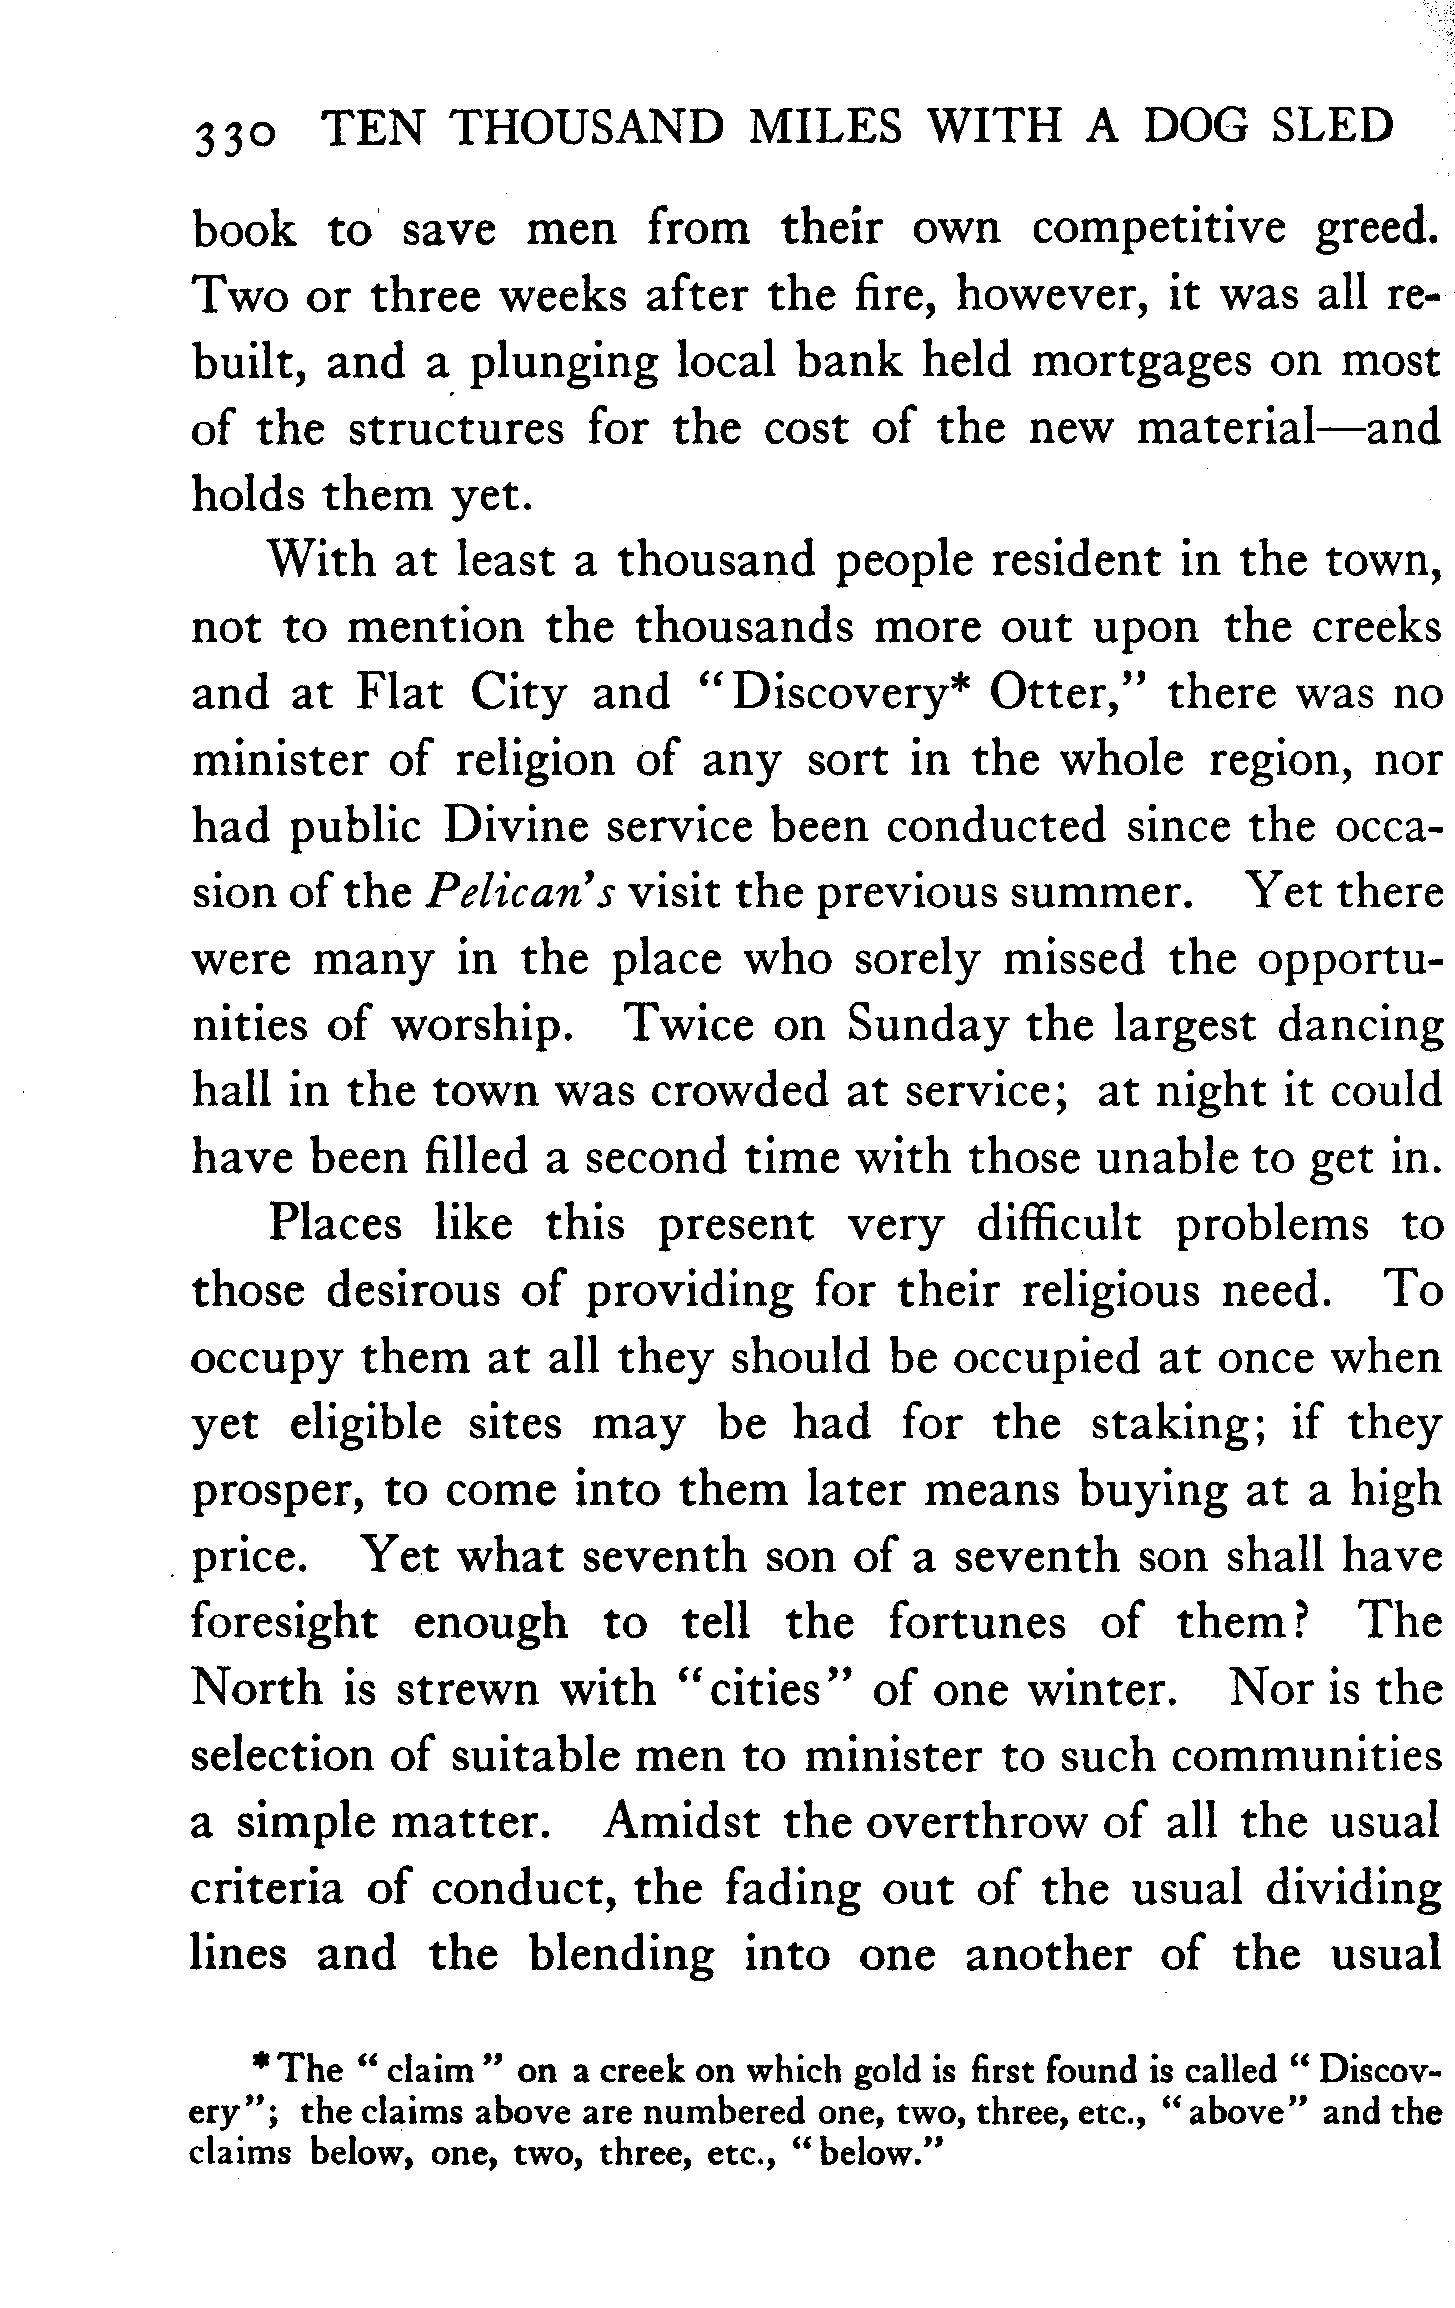 330 TEN THOUSAND MILES WITH A DOG SLED
book to save men from their own competitive greed.
Two or three weeks after the fire, however, it was all re-
built, and a plunging local bank held mortgages on most
of the structures for the cost of the new material—and
holds them yet.
With at least a thousand people resident in the town,
not to mention the thousands more out upon the creeks
and at Flat City and "Discovery* Otter," there was no
minister of religion of any sort in the whole region, nor
had public Divine service been conducted since the occa-
sion of the Pelican's visit the previous summer. Yet there
were many in the place who sorely missed the opportu-
nities of worship. Twice on Sunday the largest dancing
hall in the town was crowded at service; at night it could
have been filled a second time with those unable to get in.
Places like this present very difficult problems to
those desirous of providing for their religious need. To
occupy them at all they should be occupied at once when
yet eligible sites may be had for the staking; if they
prosper, to come into them later means buying at a high
price. Yet what seventh son of a seventh son shall have
foresight enough to tell the fortunes of them? The
North is strewn with "cities" of one winter. Nor is the
selection of suitable men to minister to such communities
a simple matter. Amidst the overthrow of all the usual
criteria of conduct, the fading out of the usual dividing
lines and the blending into one another of the usual
*The "claim" on a creek on which gold is first found is called "Discov-
ery"; the claims above are numbered one, two, three, etc., "above" and the
claims below, one, two, three, etc., "below."